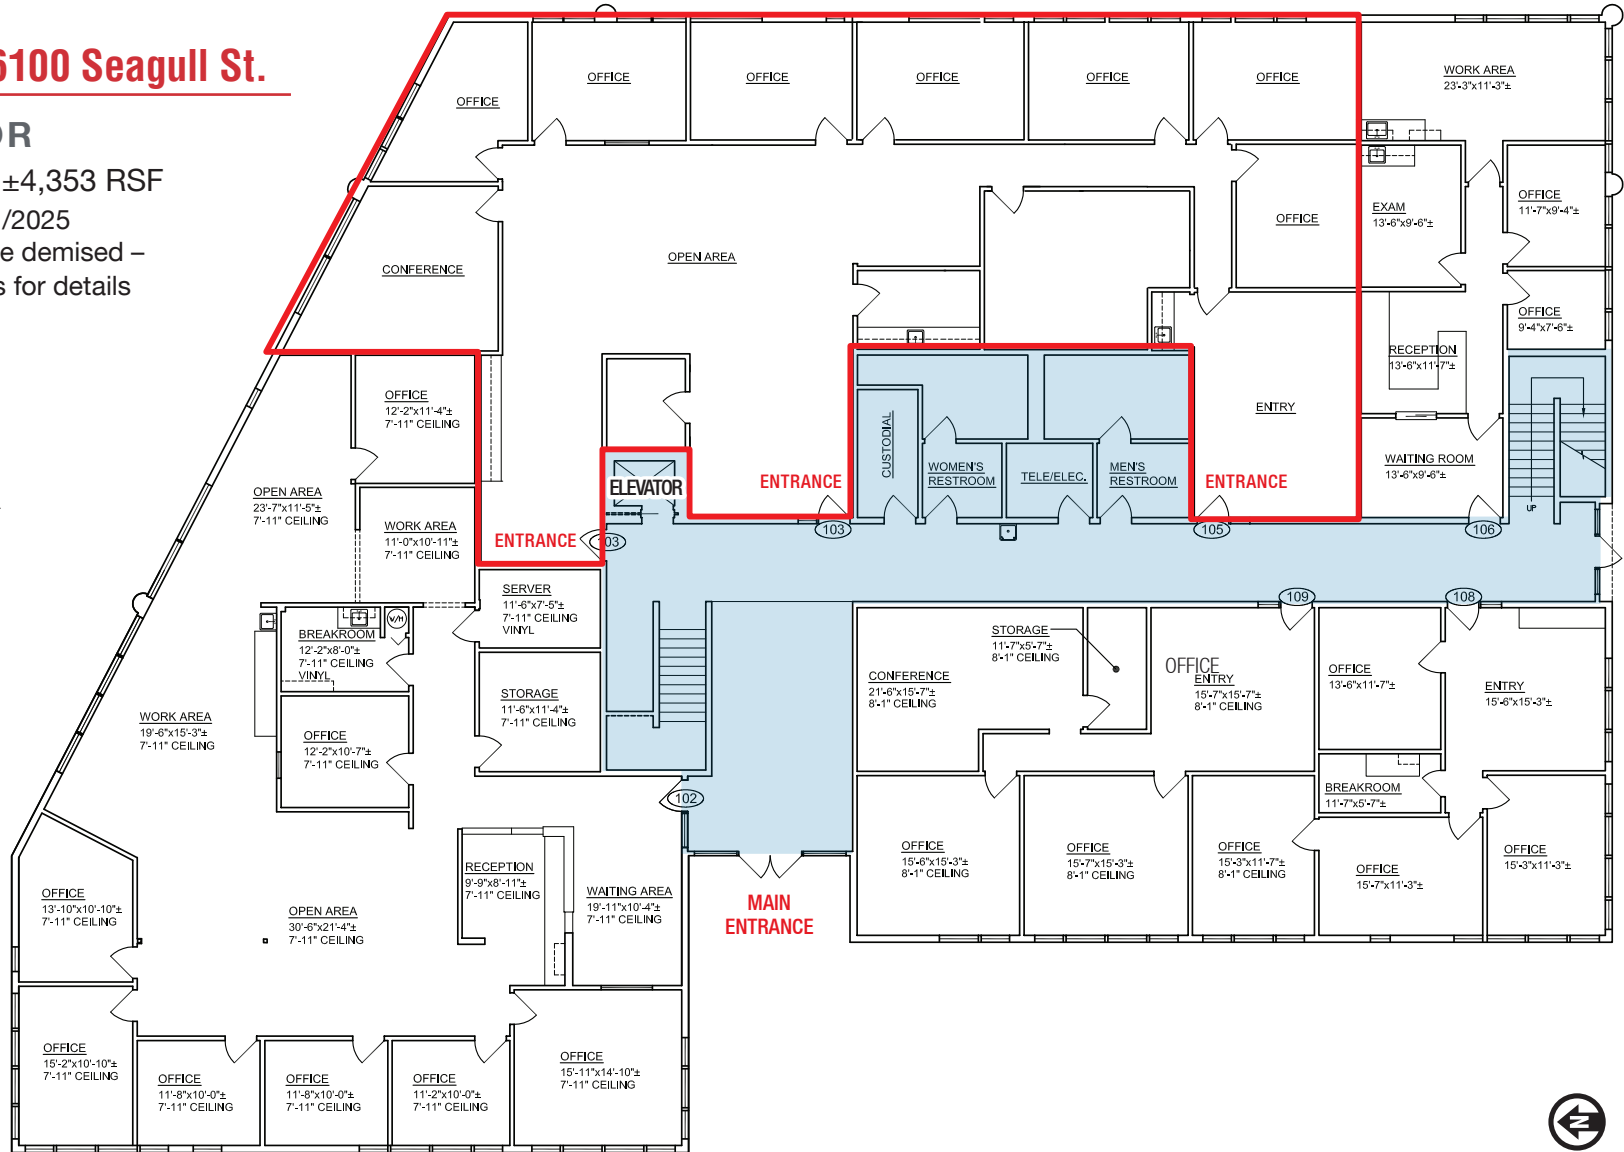 6100 Seagull St.
OR
±4,353 RSF
/2025
e demised –
s for details
OFFICE
OFFICE
OFFICE
OFFICE
OFFICE
OFFICE
WORK AREA
23'-3"x11'-3"±
CONFERENCE
OPEN AREA
OFFICE
EXAM
13'-6"x9'-6"±
OFFICE
11'-7"x9'-4"±
OFFICE
9'-4"x7'-6"±
RECEPTION
13'-6"x11'-7"±
ENTRY
WAITING ROOM
13'-6"x9'-6"±
UP
OFFICE
12'-2"x11'-4"±
7'-11" CEILING
OPEN AREA
23'-7"x11'-5"±
7'-11" CEILING
WORK AREA
11'-0"x10'-11"±
7'-11" CEILING
ELEVATOR
ENTRANCE
103
ENTRANCE
103
CUSTODIAL
WOMEN'S
RESTROOM
TELE/ELEC.
MEN'S
RESTROOM
ENTRANCE
105
106
SERVER
11'-6"x7'-5"±
7'-11" CEILING
VINYL
BREAKROOM
12'-2"x8'-0"±
7'-11" CEILING
VINYL
W/H
STORAGE
11'-6"x11'-4"±
7'-11" CEILING
WORK AREA
19'-6"x15'-3"±
7'-11" CEILING
OFFICE
12'-2"x10'-7"±
7'-11" CEILING
102
109
108
STORAGE
11'-7"x5'-7"±
8'-1" CEILING
CONFERENCE
21'-6"x15'-7"±
8'-1" CEILING
OFFICE
ENTRY
15'-7"x15'-7"±
8'-1" CEILING
OFFICE
13'-6"x11'-7"±
ENTRY
15'-6"x15'-3"±
BREAKROOM
11'-7"x5'-7"±
OFFICE
15'-6"x15'-3"±
8'-1" CEILING
OFFICE
15'-7"x15'-3"±
8'-1" CEILING
OFFICE
15'-3"x11'-7"±
8'-1" CEILING
OFFICE
15'-7"x11'-3"±
OFFICE
15'-3"x11'-3"±
MAIN
ENTRANCE
RECEPTION
9'-9"x8'-11"±
7'-11" CEILING
WAITING AREA
19'-11"x10'-4"±
7'-11" CEILING
OFFICE
13'-10"x10'-10"±
7'-11" CEILING
OPEN AREA
30'-6"x21'-4"±
7'-11" CEILING
OFFICE
15'-2"x10'-10"±
7'-11" CEILING
OFFICE
11'-8"x10'-0"±
7'-11" CEILING
OFFICE
11'-8"x10'-0"±
7'-11" CEILING
OFFICE
11'-2"x10'-0"±
7'-11" CEILING
OFFICE
15'-11"x14'-10"±
7'-11" CEILING
N